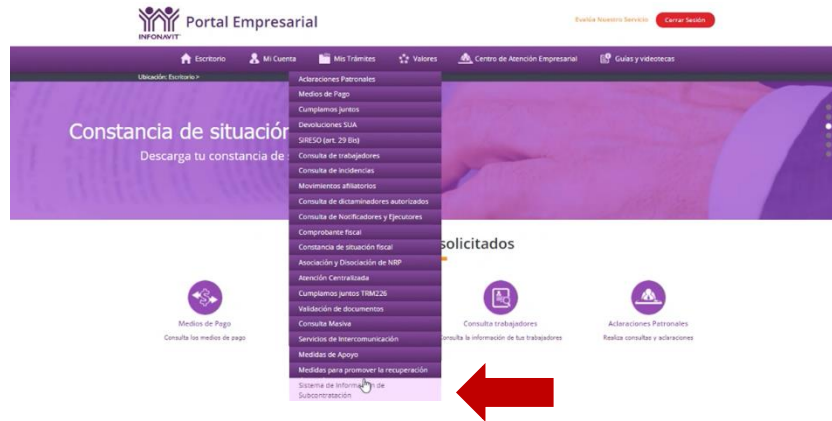 INFONAVIT
Portal Empresarial
Evalúa Nuestro Servicio
Cerrar Sesión
Escritorio
Mi Cuenta
Mis Trámites
Valores
Centro de Atención Empresarial
Guías y videotecas
Ubicación: Escritorio >
Constancia de situación
Descarga tu constancia de
Aclaraciones Patronales
Medios de Pago
Cumplamos juntos
Devoluciones SUA
SIRESO (art. 29 Bis)
Consulta de trabajadores
Consulta de incidencias
Movimientos afiliatorios
Consulta de dictaminadores autorizados
Consulta de Notificadores y Ejecutores
Comprobante fiscal
Constancia de situación fiscal
Asociación y Disociación de NRP
Atención Centralizada
Cumplamos juntos TRM226
Validación de documentos
Consulta Masiva
Servicios de Intercomunicación
Medidas de Apoyo
Medidas para promover la recuperación
Sistema de Información de
Subcontratación
solicitados
Medios de Pago
Consulta los medios de pago
Consulta trabajadores
Consulta la información de tus trabajadores
Aclaraciones Patronales
Realiza consultas y aclaraciones